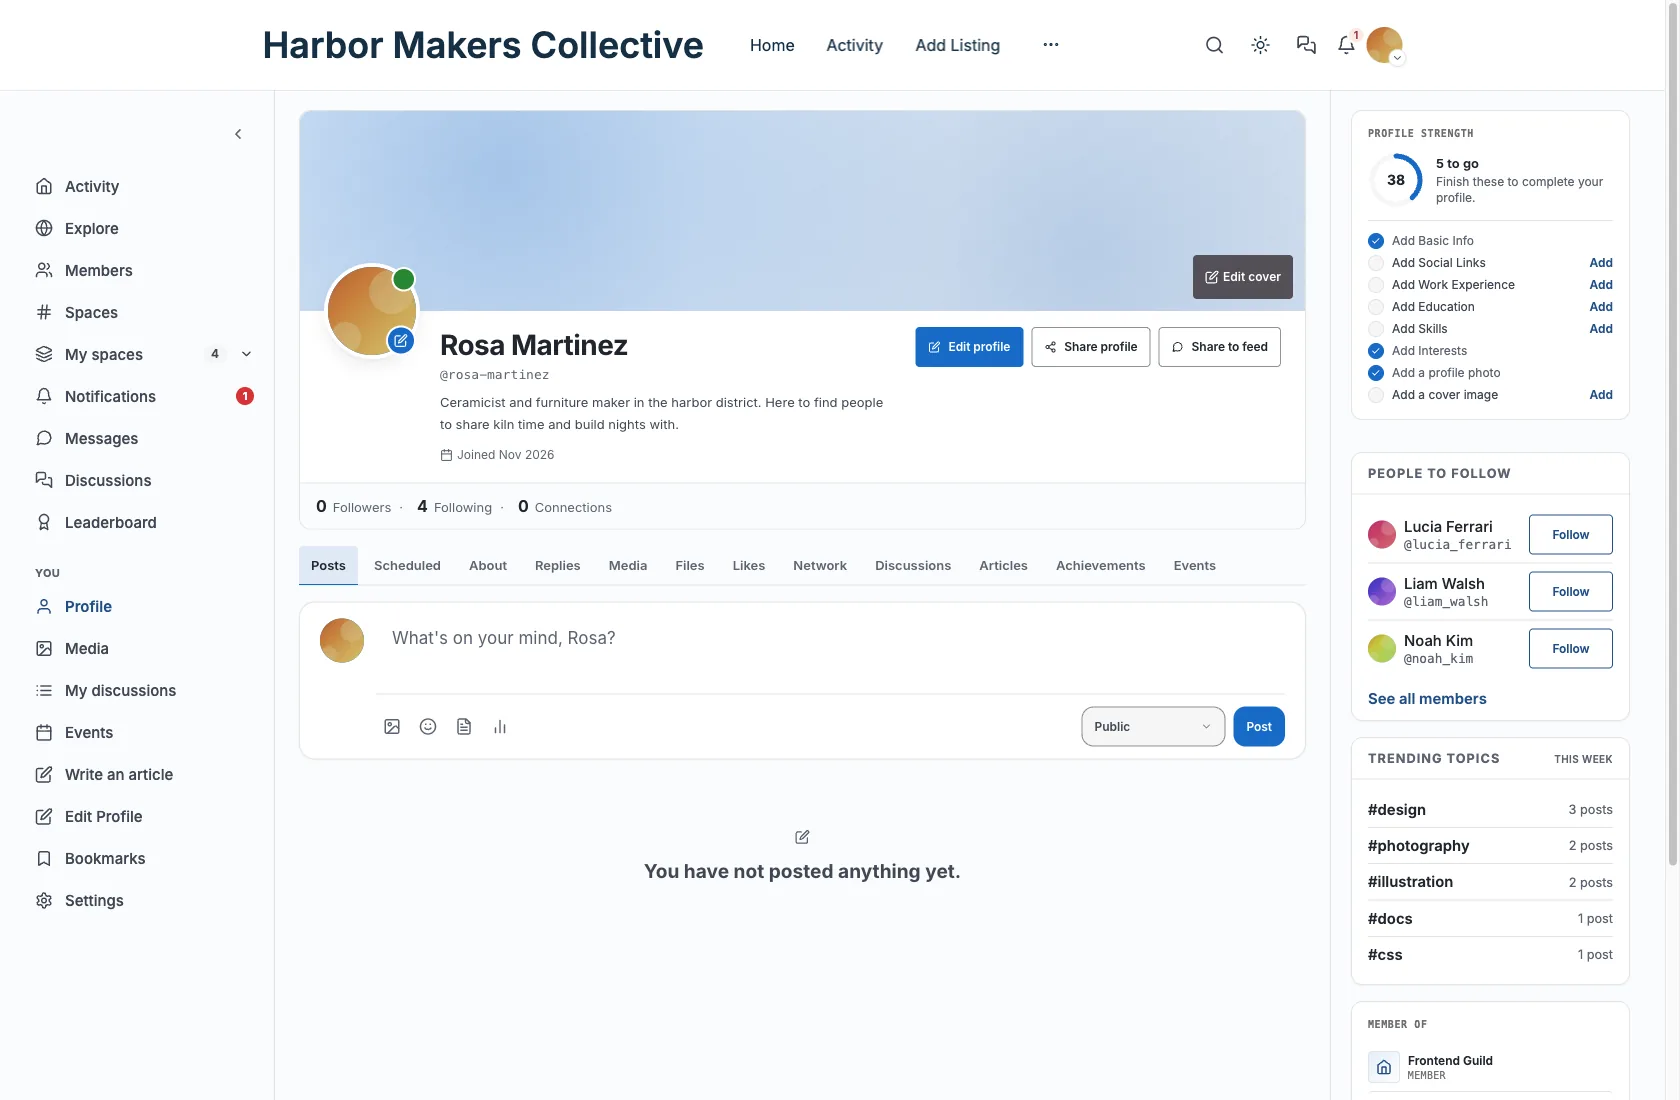 Harbor Makers Collective
Home
Activity
Add Listing
1
Activity
Explore
Members
Spaces
My spaces 4
Notifications 1
Messages
Discussions
Leaderboard
YOU
Profile
Media
My discussions
Events
Write an article
Edit Profile
Bookmarks
Settings
Edit cover
Rosa Martinez
@rosa-martinez
Ceramicist and furniture maker in the harbor district. Here to find people
to share kiln time and build nights with.
Joined Nov 2026
Edit profile
Share profile
Share to feed
0 Followers · 4 Following · 0 Connections
Posts
Scheduled
About
Replies
Media
Files
Likes
Network
Discussions
Articles
Achievements
Events
What's on your mind, Rosa?
Public
Post
You have not posted anything yet.
PROFILE STRENGTH
38
5 to go
Finish these to complete your
profile.
Add Basic Info
Add Social Links Add
Add Work Experience Add
Add Education Add
Add Skills Add
Add Interests
Add a profile photo
Add a cover image Add
PEOPLE TO FOLLOW
Lucia Ferrari
@lucia_ferrari
Follow
Liam Walsh
@liam_walsh
Follow
Noah Kim
@noah_kim
Follow
See all members
TRENDING TOPICS THIS WEEK
#design 3 posts
#photography 2 posts
#illustration 2 posts
#docs 1 post
#css 1 post
MEMBER OF
Frontend Guild
MEMBER